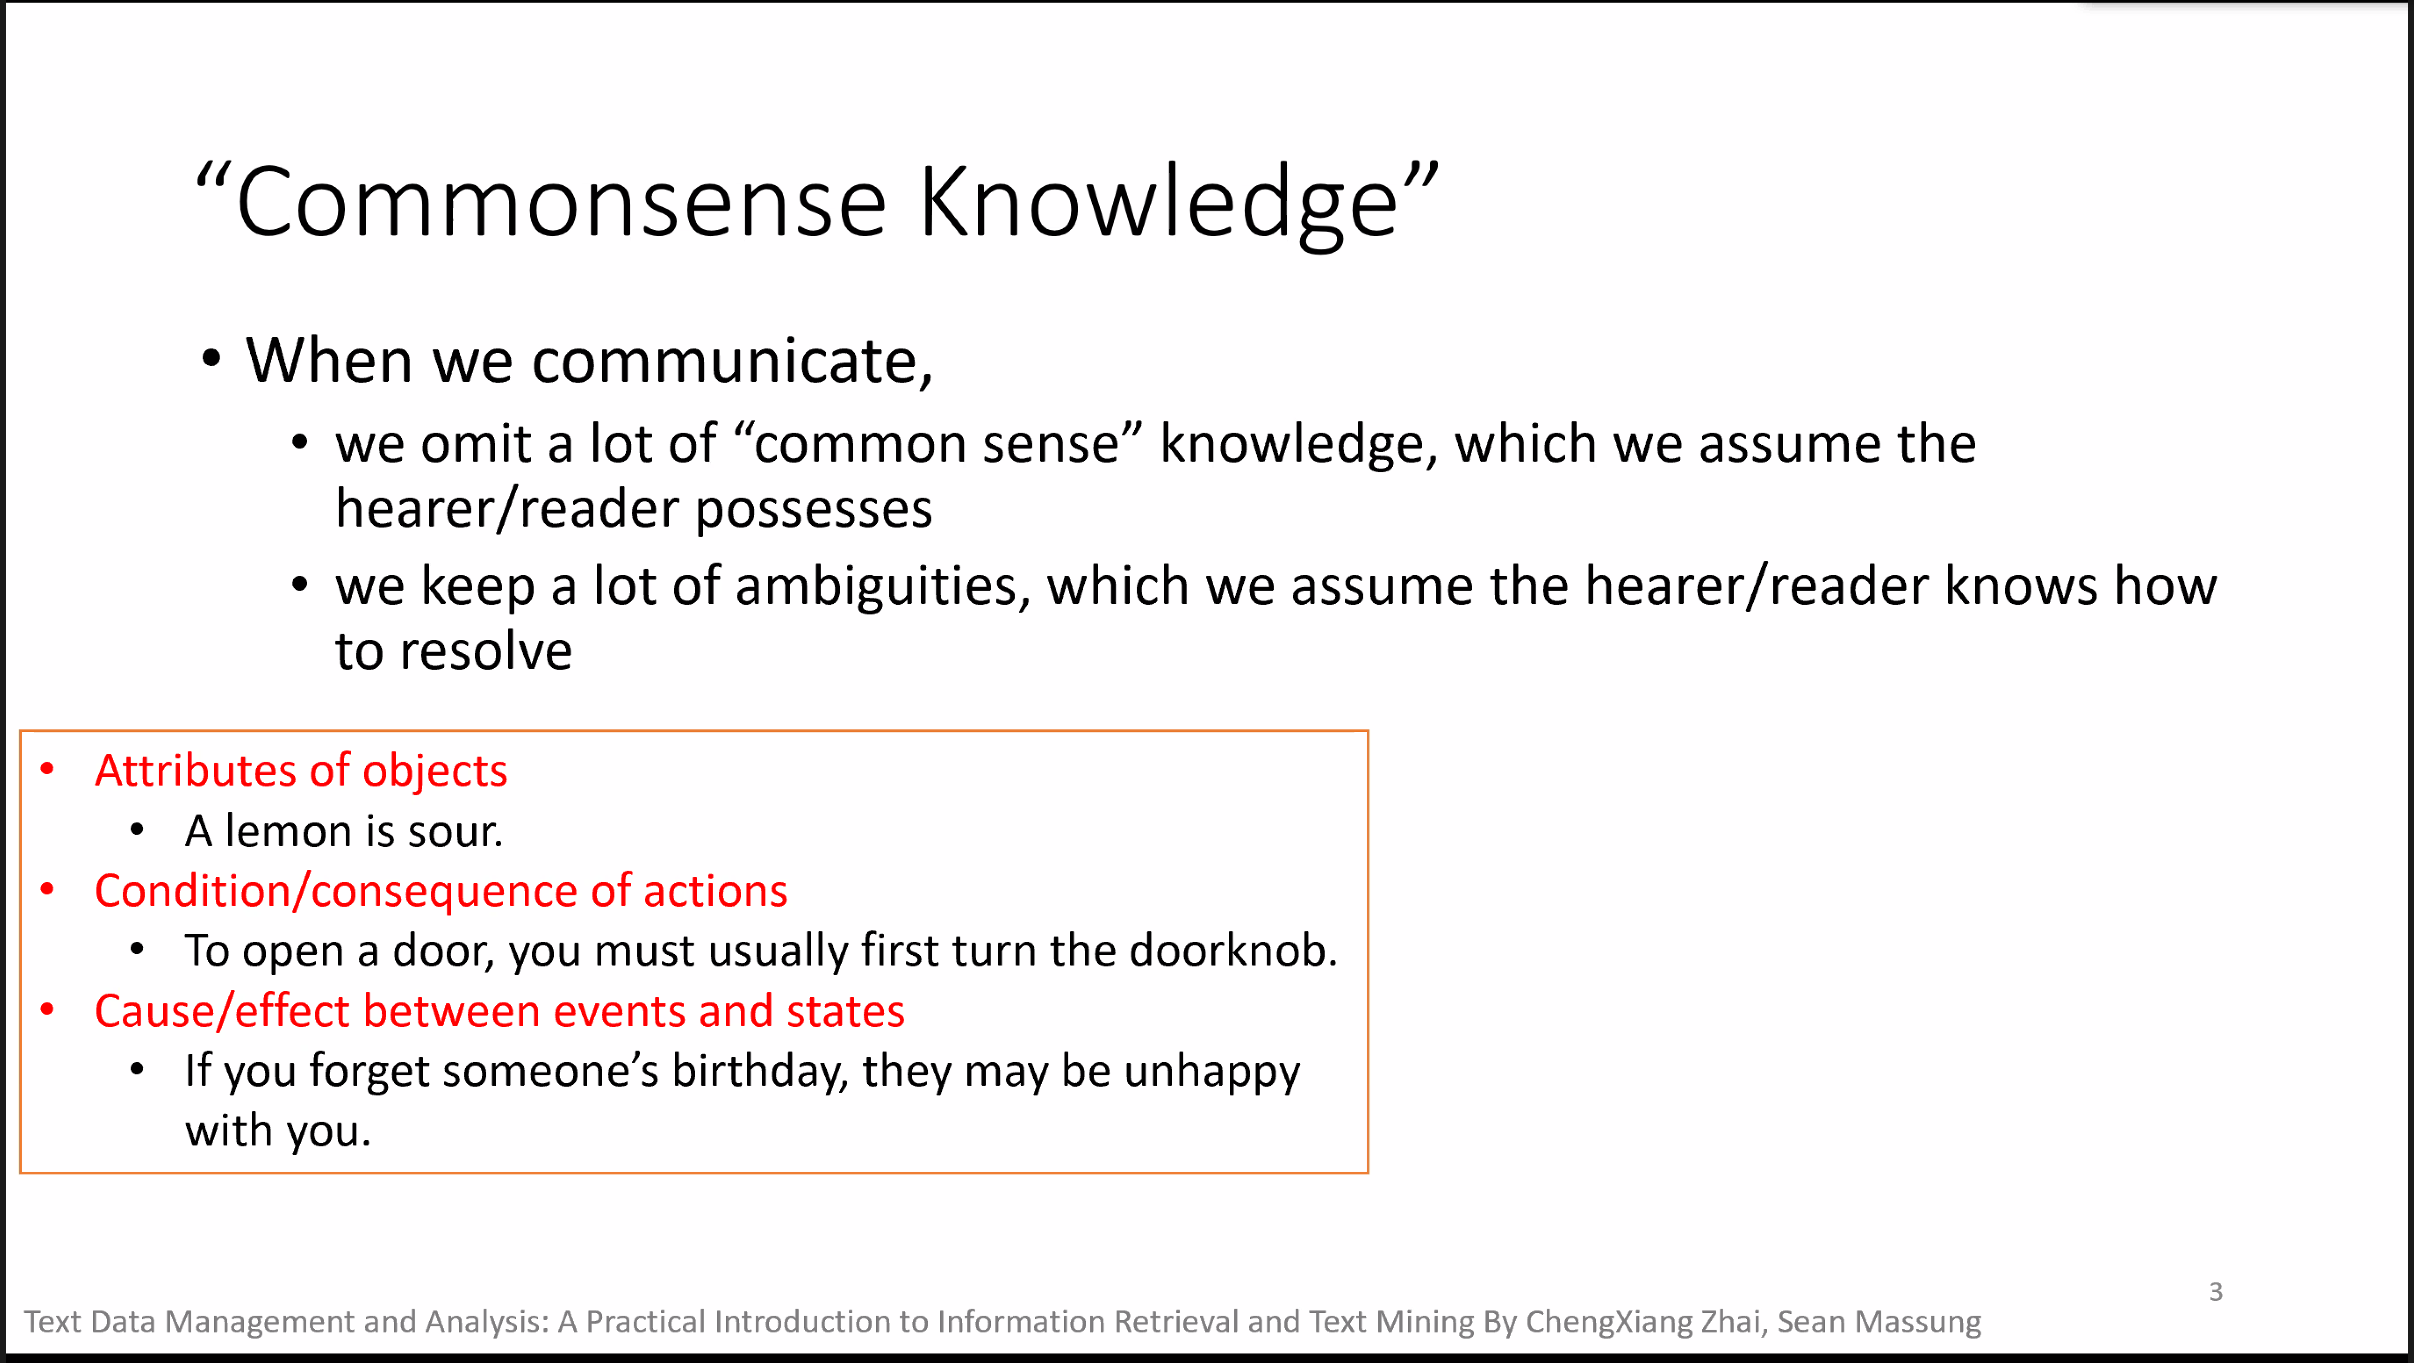 “Commonsense Knowledge”
• When we communicate,
• we omit a lot of “common sense” knowledge, which we assume the
hearer/reader possesses
• we keep a lot of ambiguities, which we assume the hearer/reader knows how
to resolve
• Attributes of objects
• A lemon is sour.
• Condition/consequence of actions
• To open a door, you must usually first turn the doorknob.
• Cause/effect between events and states
• If you forget someone’s birthday, they may be unhappy
with you.
3
Text Data Management and Analysis: A Practical Introduction to Information Retrieval and Text Mining By ChengXiang Zhai, Sean Massung